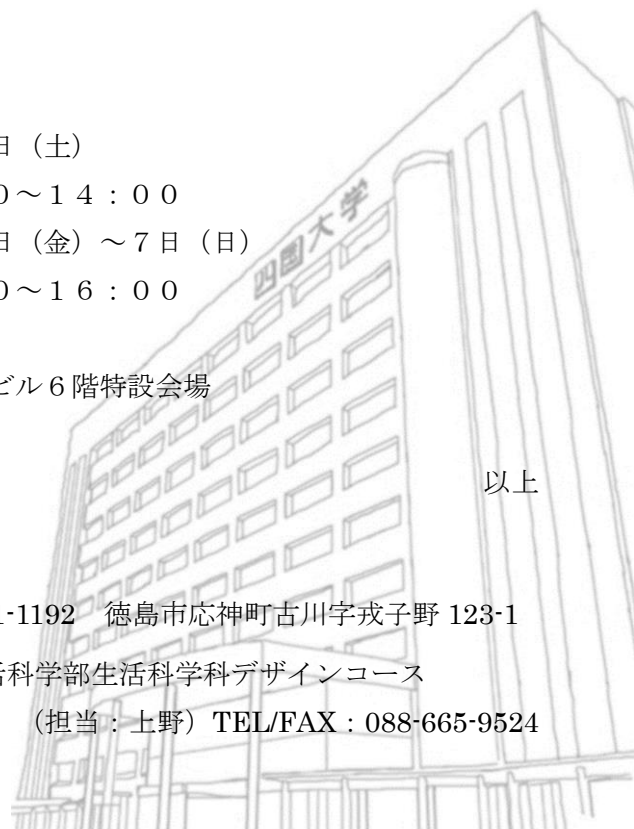 日（土）
０～１４：００
日（金）～７日（日）
０～１６：００
四国大学
ビル６階特設会場
以上
-1192　徳島市応神町古川字戎子野 123-1
科学部生活科学科デザインコース
（担当：上野）TEL/FAX：088-665-9524